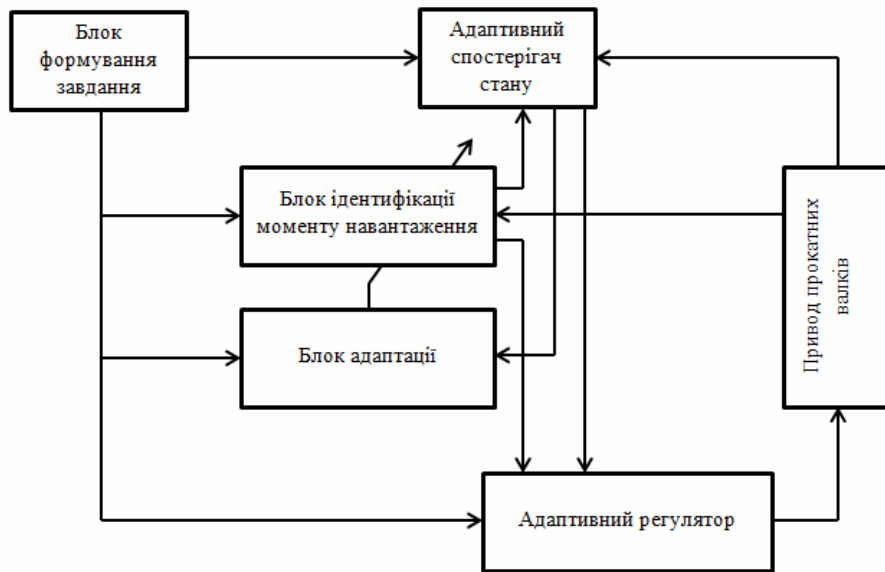 Блок
формування
завдання
Адаптивний
спостерігач
стану
Блок ідентифікації
моменту навантаження
Привод прокатних
валків
Блок адаптації
Адаптивний регулятор